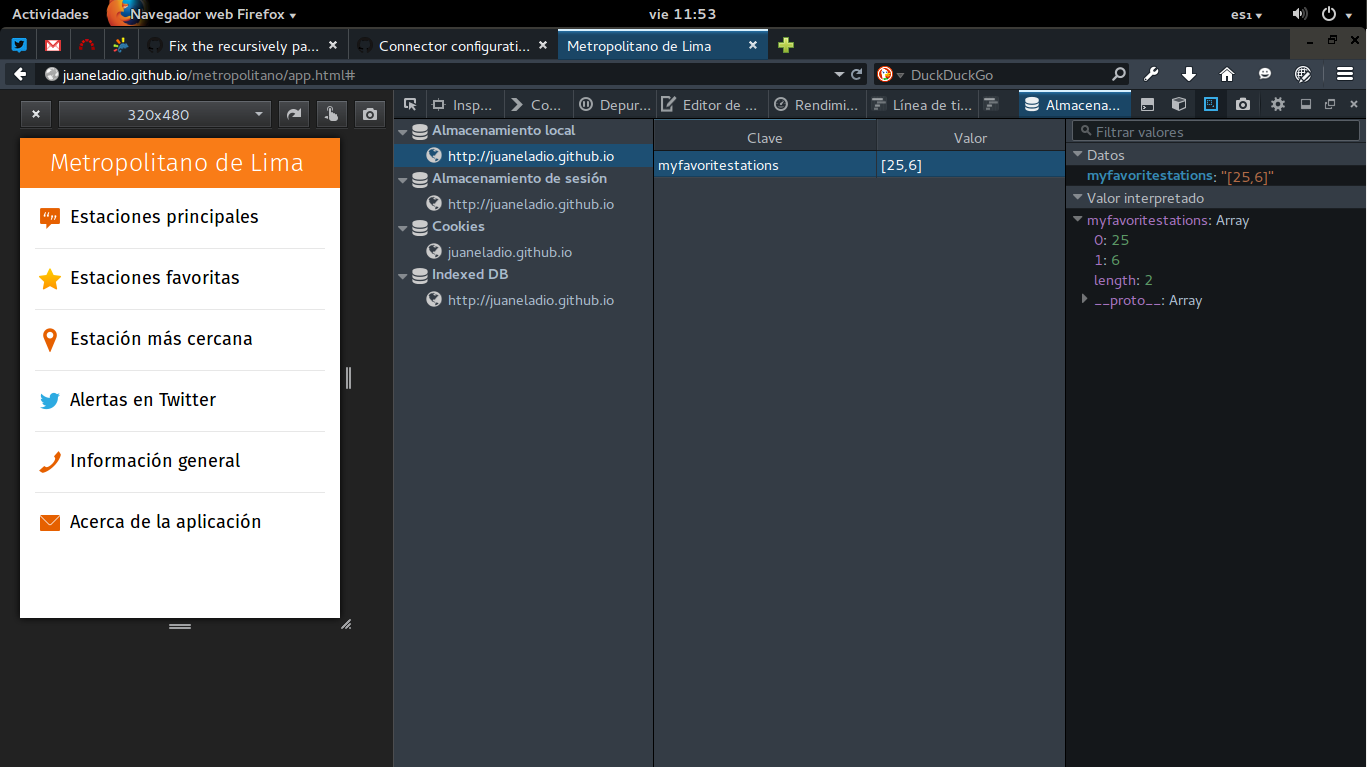 Actividades Navegador web Firefox vie 11:53 es1
Fix the recursively pa... Connector configurati... Metropolitano de Lima
juaneladio.github.io/metropolitano/app.html# DuckDuckGo
320x480 Insp... Co... Depur... Editor de ... Rendimi... Línea de ti... Almacena...
Metropolitano de Lima
Estaciones principales
Estaciones favoritas
Estación más cercana
Alertas en Twitter
Información general
Acerca de la aplicación
Almacenamiento local
http://juaneladio.github.io
Almacenamiento de sesión
http://juaneladio.github.io
Cookies
juaneladio.github.io
Indexed DB
http://juaneladio.github.io
Clave Valor
myfavoritestations [25,6]
Filtrar valores
Datos
myfavoritestations: "[25,6]"
Valor interpretado
myfavoritestations: Array
0: 25
1: 6
length: 2
__proto__: Array